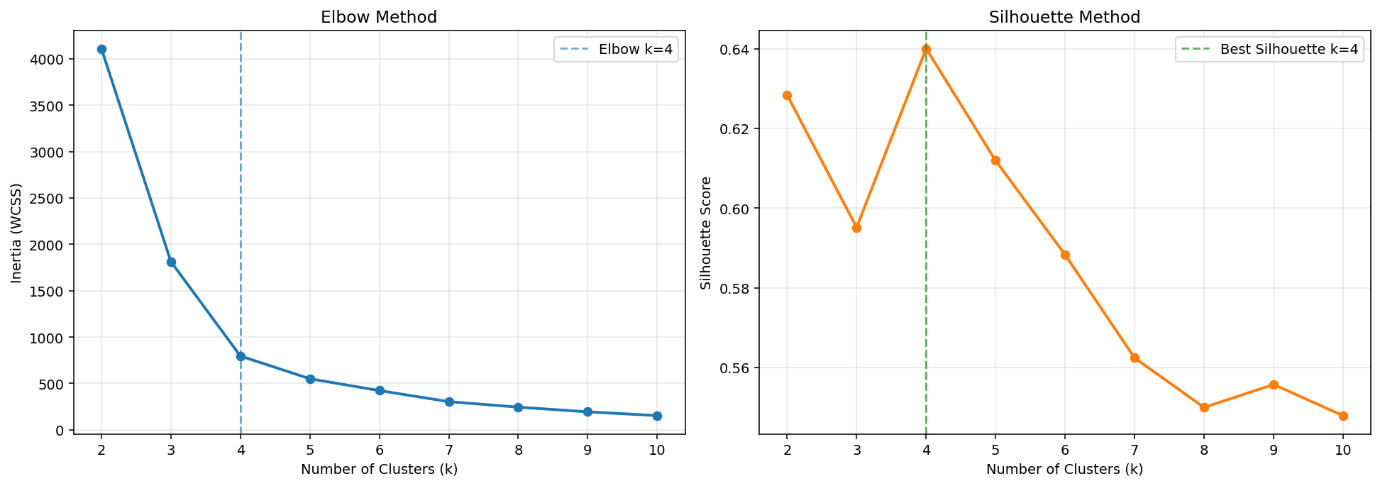 Elbow Method
Elbow k=4
Inertia (WCSS)
4000
3500
3000
2500
2000
1500
1000
500
0
2 3 4 5 6 7 8 9 10
Number of Clusters (k)
Silhouette Method
Best Silhouette k=4
Silhouette Score
0.64
0.62
0.60
0.58
0.56
2 3 4 5 6 7 8 9 10
Number of Clusters (k)